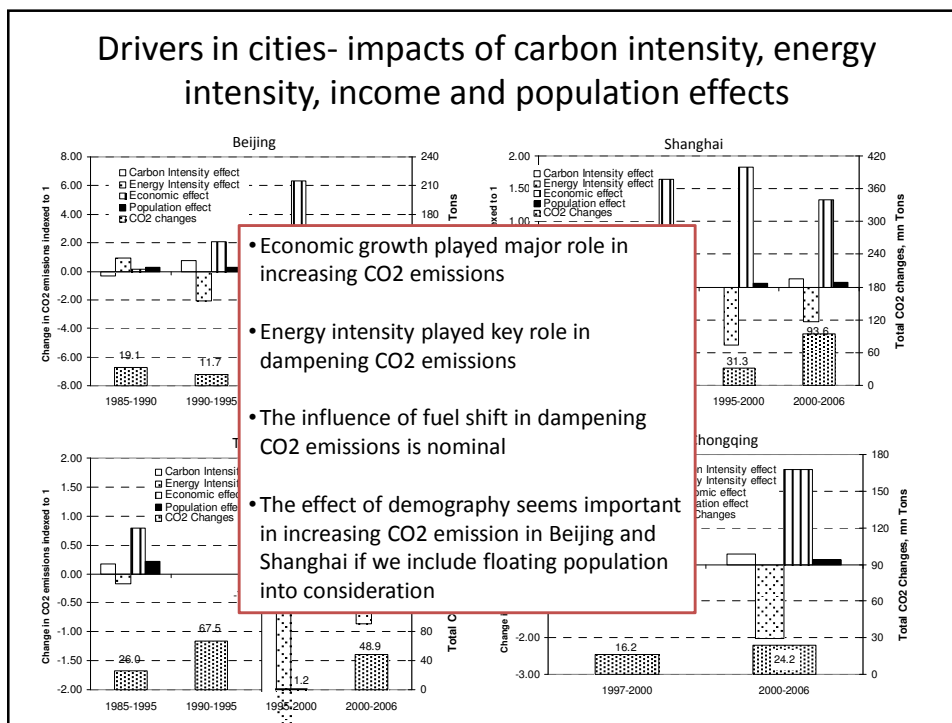 Drivers in cities- impacts of carbon intensity, energy
intensity, income and population effects
Beijing
8.00
6.00
4.00
2.00
0.00
-2.00
-4.00
-6.00
-8.00
Change in CO2 emissions indexed to 1
Carbon Intensity effect
Energy Intensity effect
Economic effect
Population effect
CO2 changes
240
210
180
Tons
19.1
11.7
1985-1990
1990-1995
Shanghai
2.00
1.50
1.00
indexed to 1
Carbon Intensity effect
Energy Intensity effect
Economic effect
Population effect
CO2 Changes
420
360
300
240
180
120
60
0
Total CO2 changes, mn Tons
31.3
93.6
1995-2000
2000-2006
• Economic growth played major role in
increasing CO2 emissions
• Energy intensity played key role in
dampening CO2 emissions
• The influence of fuel shift in dampening
CO2 emissions is nominal
• The effect of demography seems important
in increasing CO2 emission in Beijing and
Shanghai if we include floating population
into consideration
T
2.00
1.50
1.00
0.50
0.00
-0.50
-1.00
-1.50
-2.00
Change in CO2 emissions indexed to 1
Carbon Intensi
Energy Intensi
Economic effe
Population effe
CO2 Changes
80
40
0
Total C
26.0
67.5
1.2
48.9
1985-1995
1990-1995
1995-2000
2000-2006
Chongqing
n Intensity effect
y Intensity effect
mic effect
ation effect
Changes
-2.00
-3.00
Change i
180
150
120
90
60
30
0
Total CO2 Changes, mn Tons
16.2
24.2
1997-2000
2000-2006